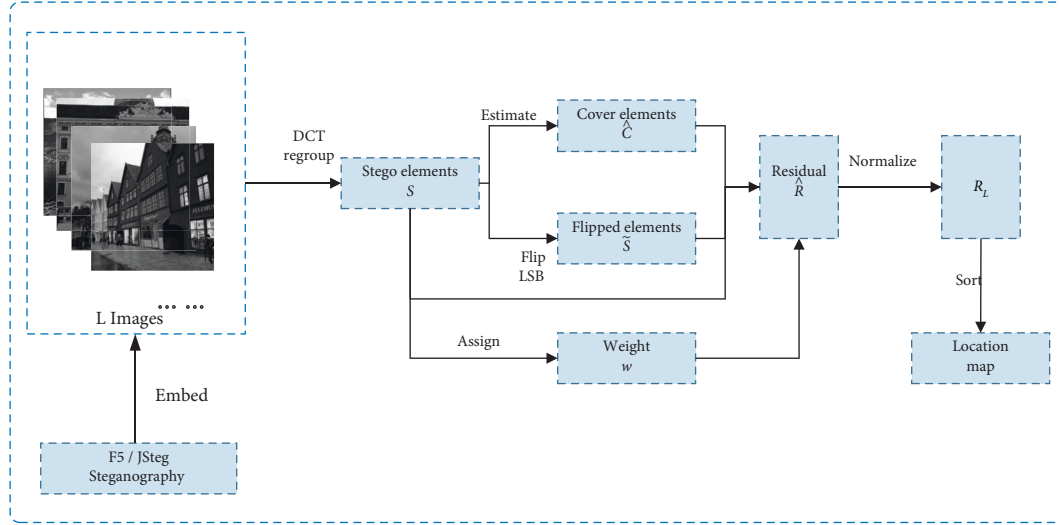 DCT
regroup
Stego elements
S
Estimate
Cover elements
Ĉ
Flip
LSB
Flipped elements
S̃
Residual
R̂
Normalize
R_L
Sort
Location
map
Assign
Weight
w
°°° °°°
L Images
Embed
F5 / JSteg
Steganography